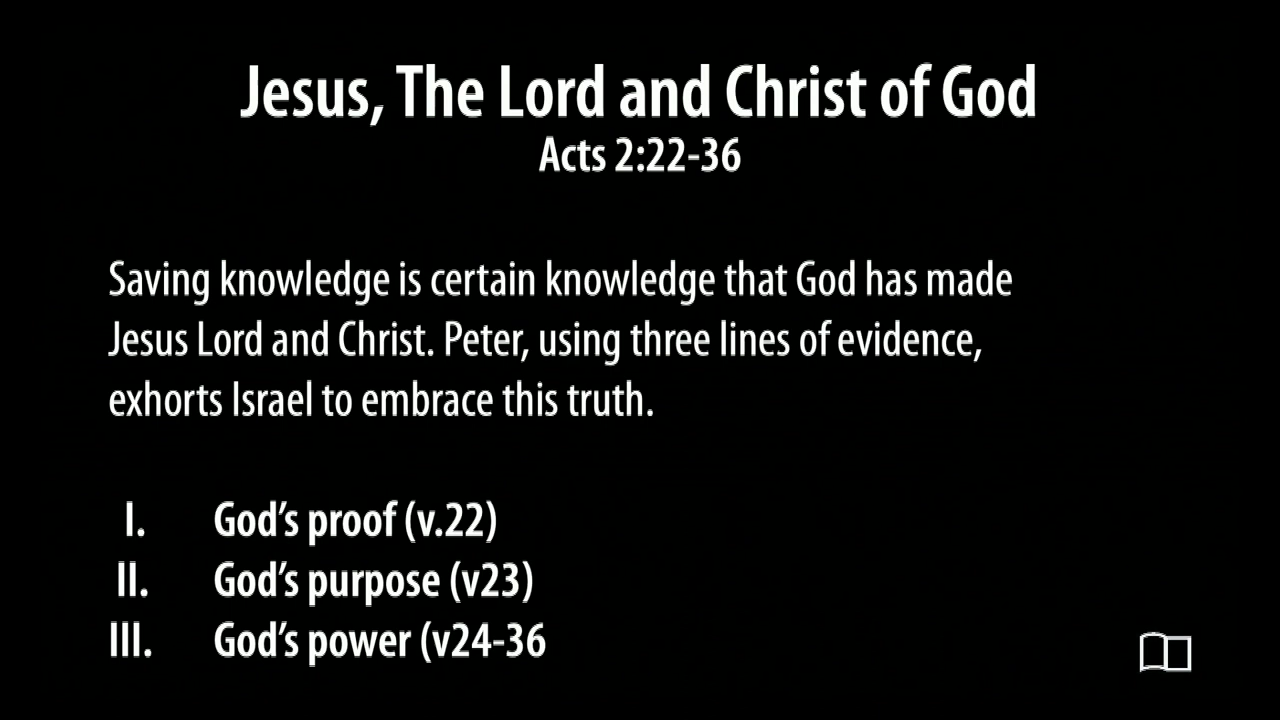 Jesus, The Lord and Christ of God
Acts 2:22-36
Saving knowledge is certain knowledge that God has made
Jesus Lord and Christ. Peter, using three lines of evidence,
exhorts Israel to embrace this truth.
I. God’s proof (v.22)
II. God’s purpose (v23)
III. God’s power (v24-36